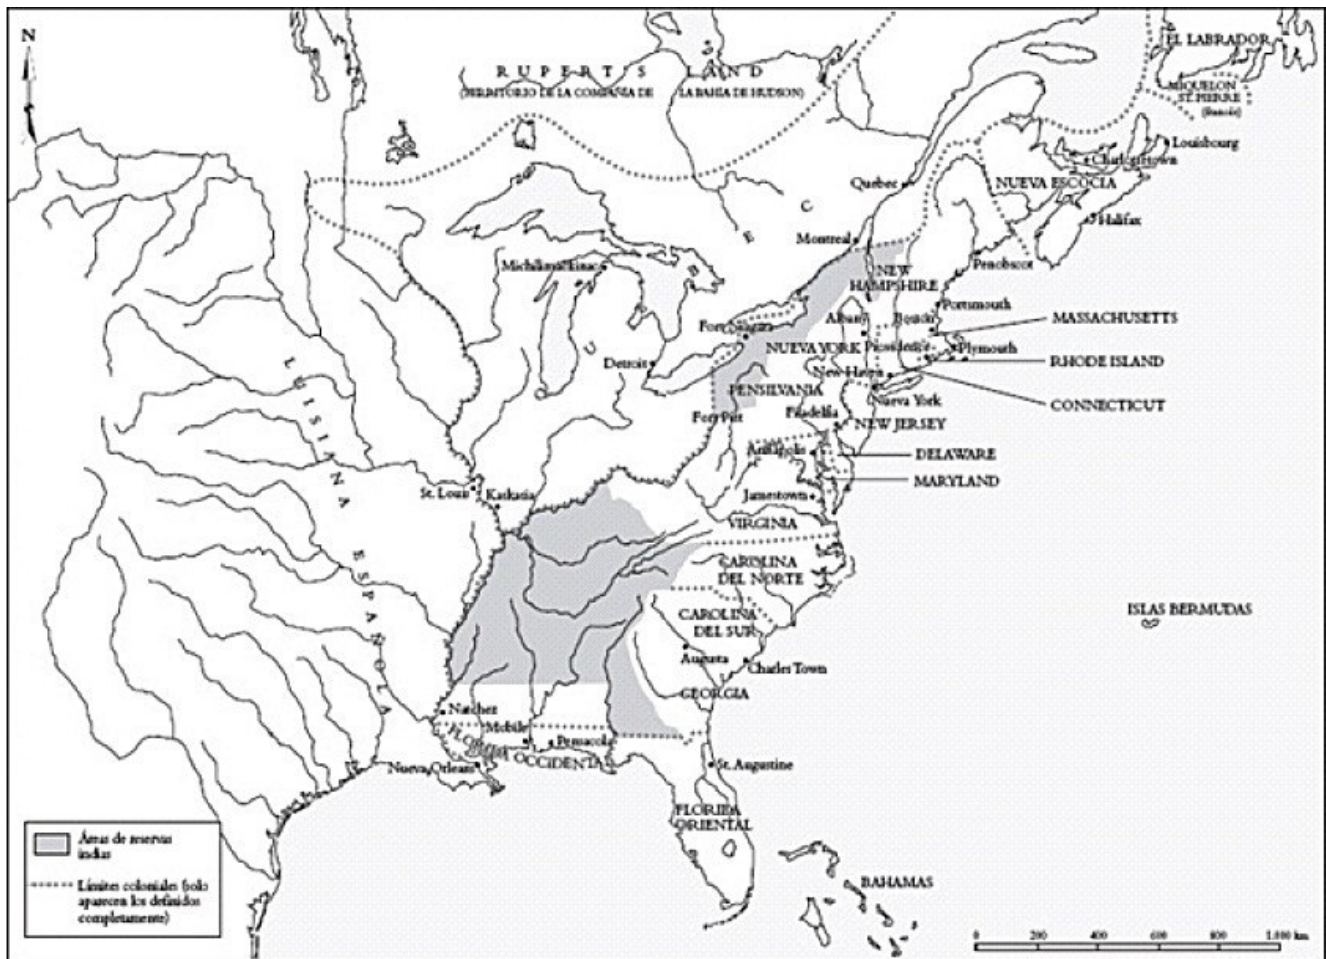 N
EL LABRADOR
RUPERT'S LAND
(TERRITORIO DE LA COMPAÑÍA DE LA BAHÍA DE HUDSON)
MIQUELON
ST. PIERRE
(francés)
Louisbourg
Charlottetown
Quebec
NUEVA ESCOCIA
Halifax
QUEBEC
Montreal
Michilimackinac
Penobscot
NEW
HAMPSHIRE
Portsmouth
Albany
Boston
MASSACHUSETTS
Fort Niagara
NUEVA YORK
Providence
Plymouth
Detroit
RHODE ISLAND
New Haven
PENSILVANIA
Nueva York
CONNECTICUT
Fort Pitt
Filadelfia
NEW JERSEY
LUISIANA ESPAÑOLA
Annapolis
DELAWARE
MARYLAND
St. Louis
Kaskasia
Jamestown
VIRGINIA
CAROLINA
DEL NORTE
ISLAS BERMUDAS
CAROLINA
DEL SUR
Augusta
Charles Town
GEORGIA
Natchez
Mobile
Pensacola
FLORIDA OCCIDENTAL
Nueva Orleans
St. Augustine
FLORIDA
ORIENTAL
BAHAMAS
Áreas de reservas
indias
Límites coloniales (solo
aparecen los definidos
completamente)
0 200 400 600 800 1.000 km